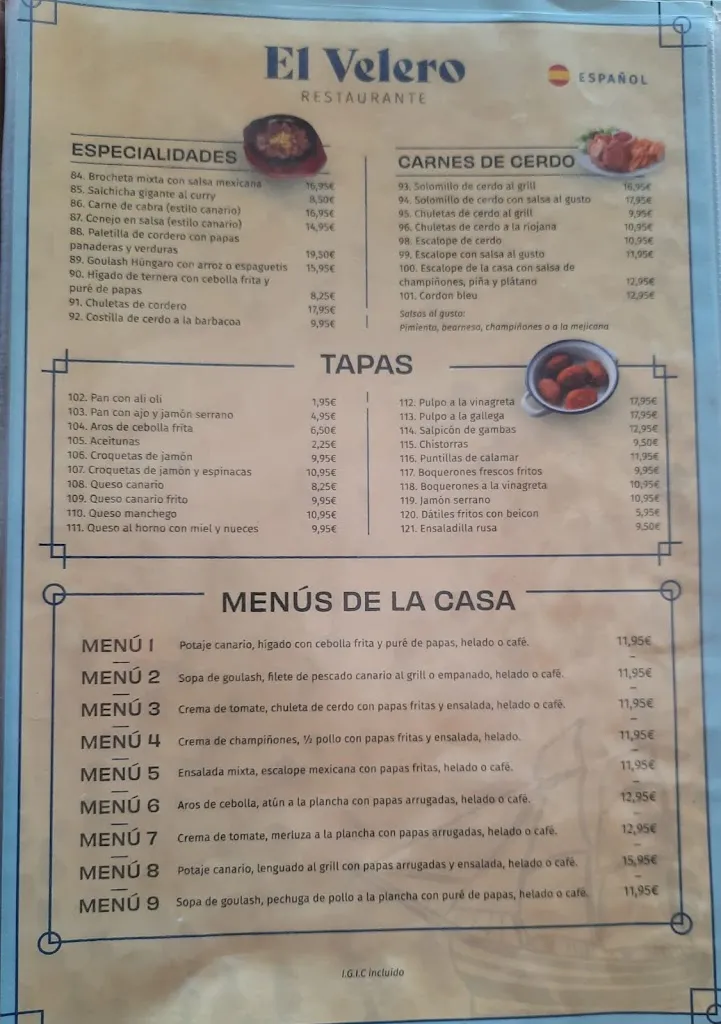 El Velero
RESTAURANTE
ESPAÑOL
ESPECIALIDADES
84. Brocheta mixta con salsa mexicana 16,95€
85. Salchicha gigante al curry 8,50€
86. Carne de cabra (estilo canario) 16,95€
87. Conejo en salsa (estilo canario) 14,95€
88. Paletilla de cordero con papas
panaderas y verduras 19,50€
89. Goulash Húngaro con arroz o espaguetis 15,95€
90. Hígado de ternera con cebolla frita y
puré de papas 8,25€
91. Chuletas de cordero 17,95€
92. Costilla de cerdo a la barbacoa 9,95€
CARNES DE CERDO
93. Solomillo de cerdo al grill 16,95€
94. Solomillo de cerdo con salsa al gusto 17,95€
95. Chuletas de cerdo al grill 9,95€
96. Chuletas de cerdo a la riojana 10,95€
98. Escalope de cerdo 10,95€
99. Escalope con salsa al gusto 11,95€
100. Escalope de la casa con salsa de
champiñones, piña y plátano 12,95€
101. Cordon bleu 12,95€
Salsas al gusto:
Pimienta, bearnesa, champiñones o a la mejicana
TAPAS
102. Pan con ali oli 1,95€
103. Pan con ajo y jamón serrano 4,95€
104. Aros de cebolla frita 6,50€
105. Aceitunas 2,25€
106. Croquetas de jamón 9,95€
107. Croquetas de jamón y espinacas 10,95€
108. Queso canario 8,25€
109. Queso canario frito 9,95€
110. Queso manchego 10,95€
111. Queso al horno con miel y nueces 9,95€
112. Pulpo a la vinagreta 17,95€
113. Pulpo a la gallega 17,95€
114. Salpicón de gambas 12,95€
115. Chistorras 9,50€
116. Puntillas de calamar 11,95€
117. Boquerones frescos fritos 9,95€
118. Boquerones a la vinagreta 10,95€
119. Jamón serrano 10,95€
120. Dátiles fritos con beicon 5,95€
121. Ensaladilla rusa 9,50€
MENÚS DE LA CASA
MENÚ 1 Potaje canario, hígado con cebolla frita y puré de papas, helado o café. 11,95€
MENÚ 2 Sopa de goulash, filete de pescado canario al grill o empanado, helado o café. 11,95€
MENÚ 3 Crema de tomate, chuleta de cerdo con papas fritas y ensalada, helado o café. 11,95€
MENÚ 4 Crema de champiñones, ½ pollo con papas fritas y ensalada, helado. 11,95€
MENÚ 5 Ensalada mixta, escalope mexicana con papas fritas, helado o café. 11,95€
MENÚ 6 Aros de cebolla, atún a la plancha con papas arrugadas, helado o café. 12,95€
MENÚ 7 Crema de tomate, merluza a la plancha con papas arrugadas, helado o café. 12,95€
MENÚ 8 Potaje canario, lenguado al grill con papas arrugadas y ensalada, helado o café. 15,95€
MENÚ 9 Sopa de goulash, pechuga de pollo a la plancha con puré de papas, helado o café. 11,95€
I.G.I.C incluido